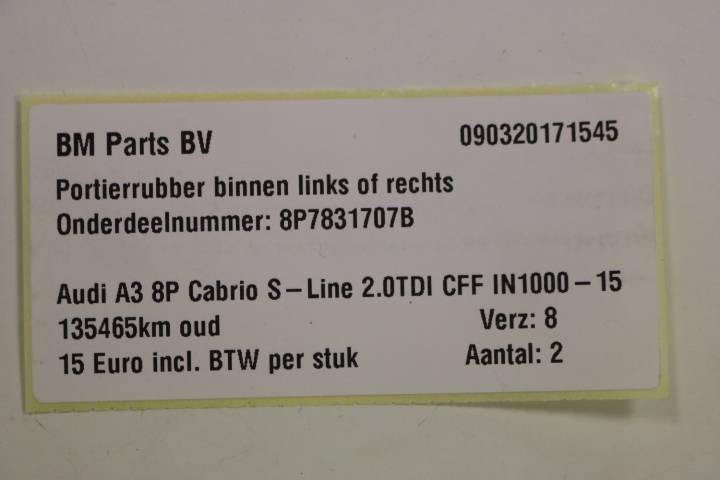 BM Parts BV 090320171545
Portierrubber binnen links of rechts
Onderdeelnummer: 8P7831707B
Audi A3 8P Cabrio S-Line 2.0TDI CFF IN1000-15
135465km oud Verz: 8
15 Euro incl. BTW per stuk Aantal: 2